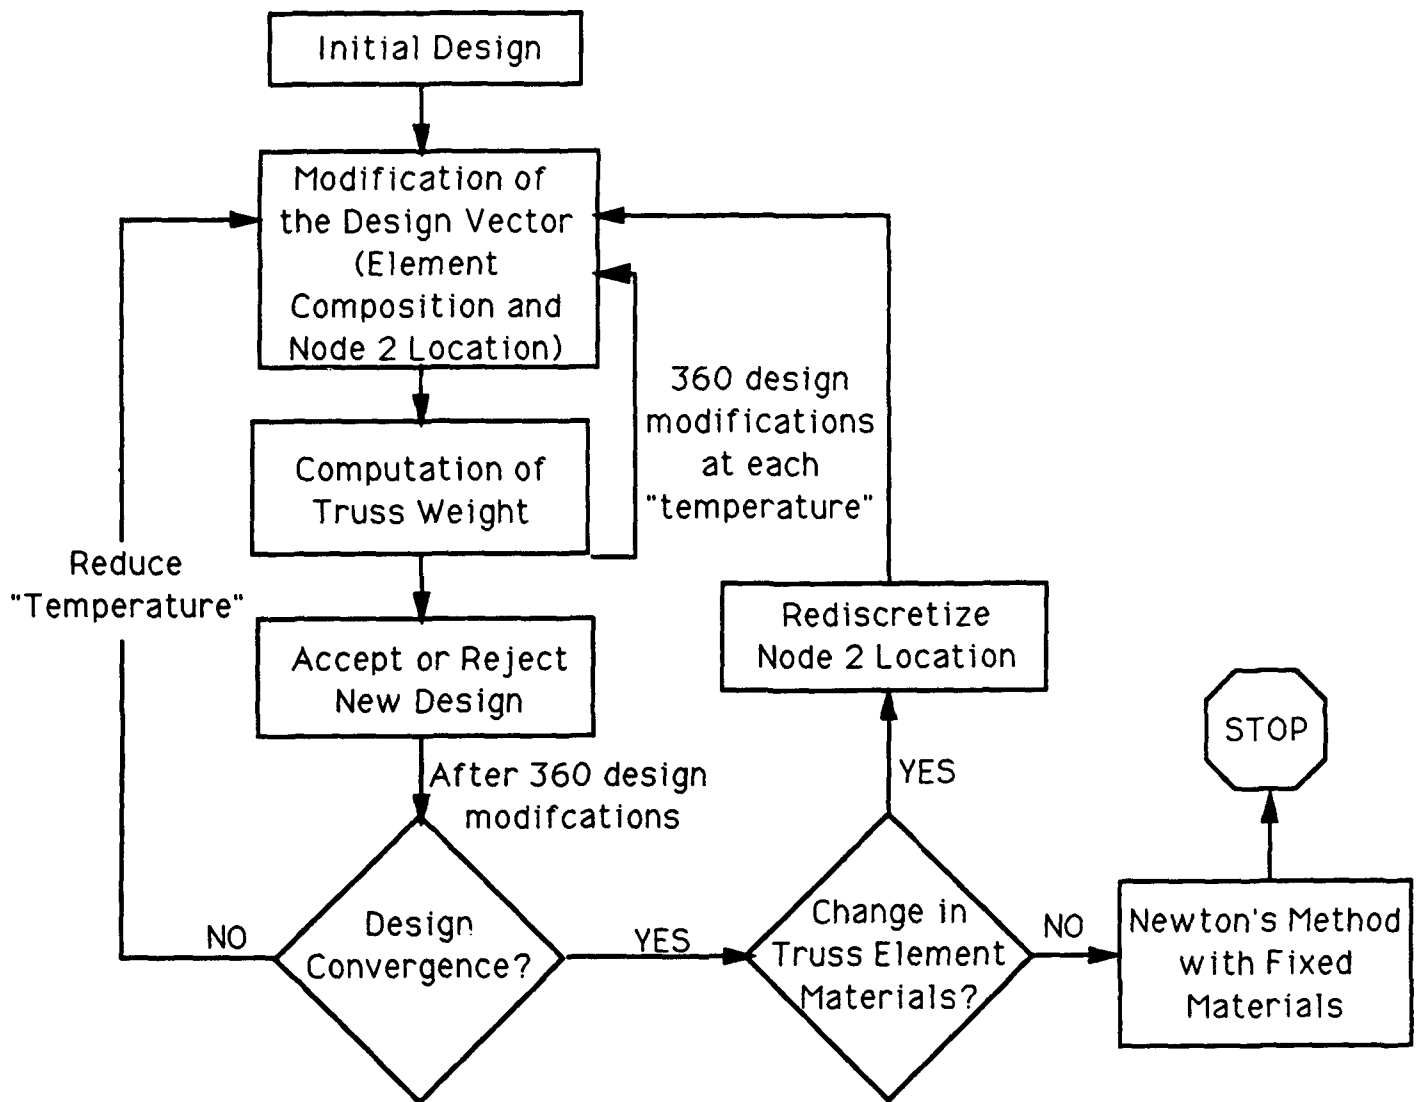 Initial Design
Modification of
the Design Vector
(Element
Composition and
Node 2 Location)
360 design
modifications
at each
"temperature"
Computation of
Truss Weight
Reduce
"Temperature"
Accept or Reject
New Design
After 360 design
modifcations
Rediscretize
Node 2 Location
STOP
YES
Design
Convergence?
NO
YES
Change in
Truss Element
Materials?
NO
Newton's Method
with Fixed
Materials